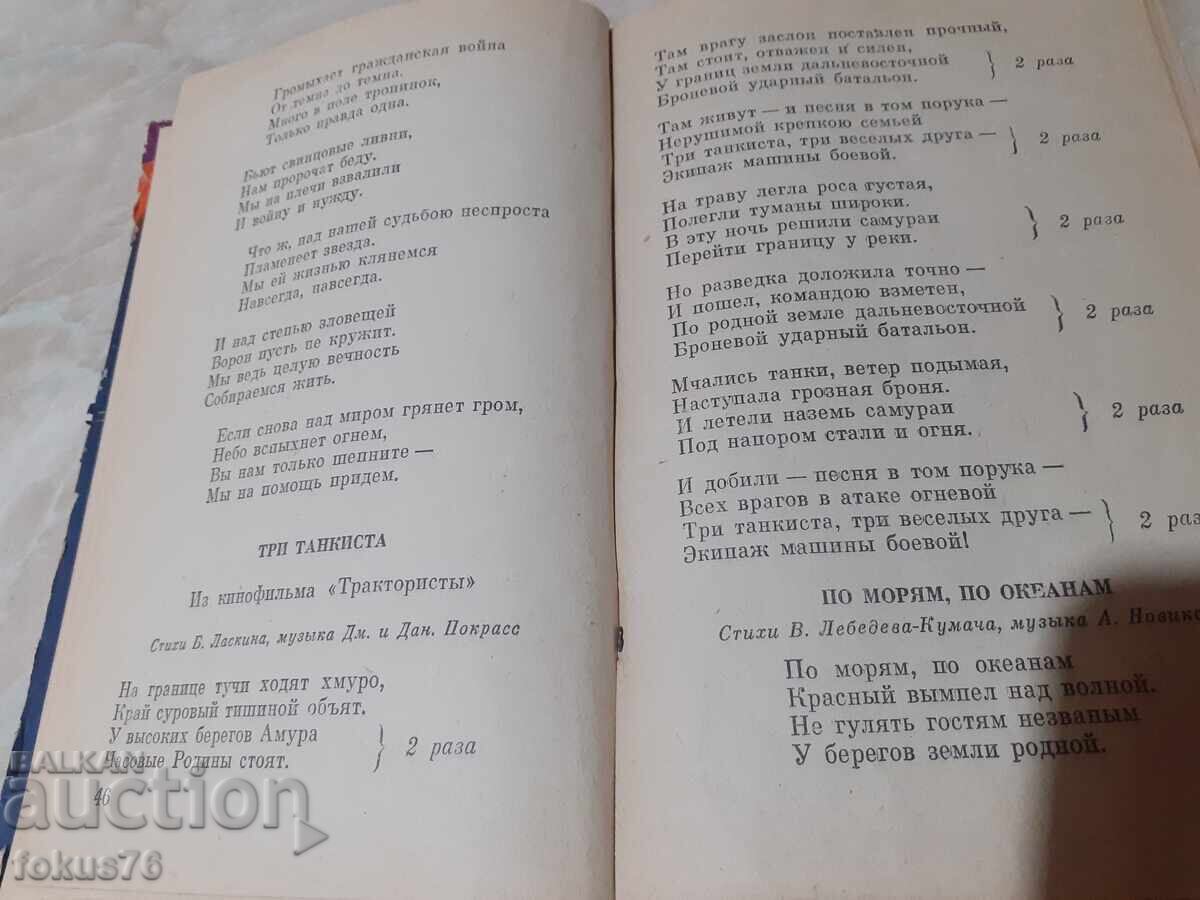 Громыхает гражданская война
От темна до темна.
Много в поле тропинок,
Только правда одна.
Бьют свинцовые ливни,
Нам пророчат беду.
Мы на плечи взвалили
И войну и нужду.
Что ж, над нашей судьбою неспроста
Пламенеет звезда.
Мы ей жизнью клянемся
Навсегда, навсегда.
И над степью зловещей
Ворон пусть не кружит.
Мы ведь целую вечность
Собираемся жить.
Если снова над миром грянет гром,
Небо вспыхнет огнем,
Вы нам только шепните —
Мы на помощь придем.
ТРИ ТАНКИСТА
Из кинофильма «Трактористы»
Стихи Б. Ласкина, музыка Дм. и Дан. Покрасс
На границе тучи ходят хмуро,
Край суровый тишиной объят.
У высоких берегов Амура
Часовые Родины стоят.
} 2 раза
46
Там врагу заслон поставлен прочный,
Там стоит, отважен и силен,
У границ земли дальневосточной
Броневой ударный батальон.
} 2 раза
Там живут — и песня в том порука —
Нерушимой крепкою семьей
Три танкиста, три веселых друга —
Экипаж машины боевой.
} 2 раза
На траву легла роса густая,
Полегли туманы широки.
В эту ночь решили самураи
Перейти границу у реки.
} 2 раза
Но разведка доложила точно —
И пошел, командою взметен,
По родной земле дальневосточной
Броневой ударный батальон.
} 2 раза
Мчались танки, ветер подымая,
Наступала грозная броня.
И летели наземь самураи
Под напором стали и огня.
} 2 раза
И добили — песня в том порука —
Всех врагов в атаке огневой
Три танкиста, три веселых друга —
Экипаж машины боевой!
} 2 раза
ПО МОРЯМ, ПО ОКЕАНАМ
Стихи В. Лебедева-Кумача, музыка А. Новико
По морям, по океанам
Красный вымпел над волной.
Не гулять гостям незваным
У берегов земли родной.
BALKAN
auction
fokus76